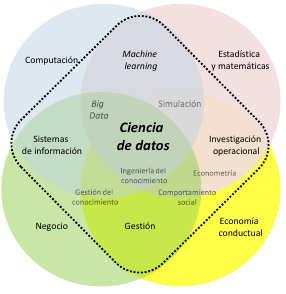 Computación
Machine
learning
Estadística
y matemáticas
Big
Data
Simulación
Sistemas
de información
Ciencia
de datos
Investigación
operacional
Ingeniería del
conocimiento
Econometría
Gestión del
conocimiento
Comportamiento
social
Negocio
Gestión
Economía
conductual